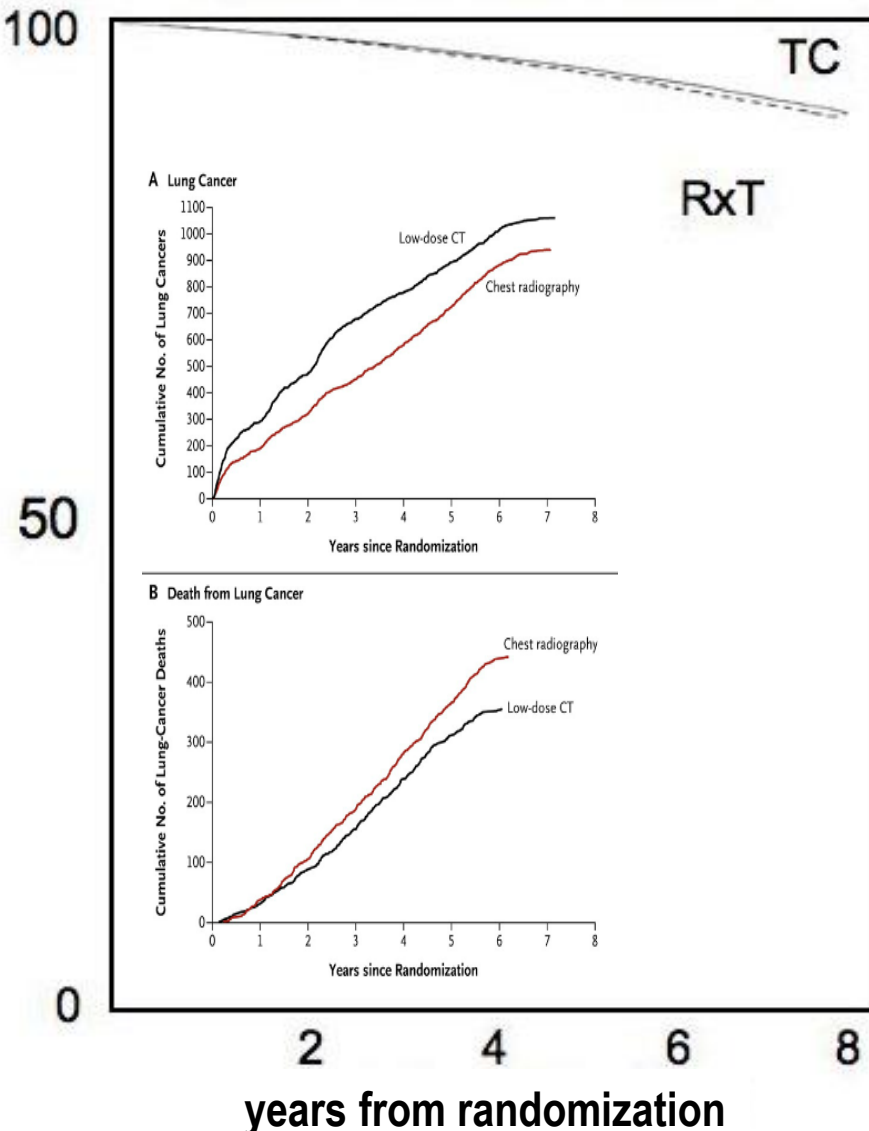 100
TC
RxT
A Lung Cancer
1100
1000
900
800
700
600
500
400
300
200
100
0
Cumulative No. of Lung Cancers
Low-dose CT
Chest radiography
0 1 2 3 4 5 6 7 8
Years since Randomization
50
B Death from Lung Cancer
500
400
300
200
100
0
Cumulative No. of Lung-Cancer Deaths
Chest radiography
Low-dose CT
0 1 2 3 4 5 6 7 8
Years since Randomization
0
2 4 6 8
years from randomization